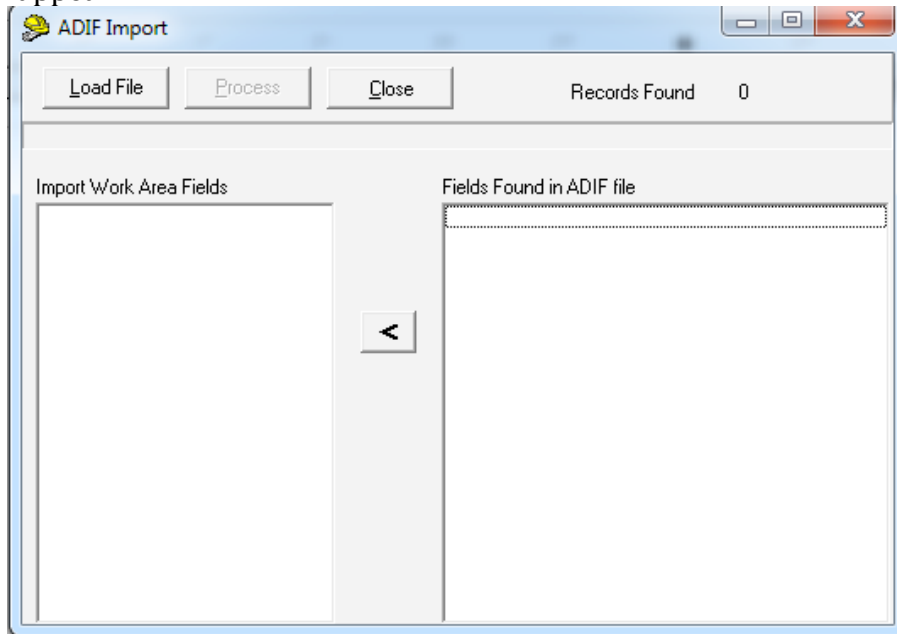 ADIF Import
Load File Process Close Records Found 0
Import Work Area Fields Fields Found in ADIF file
<